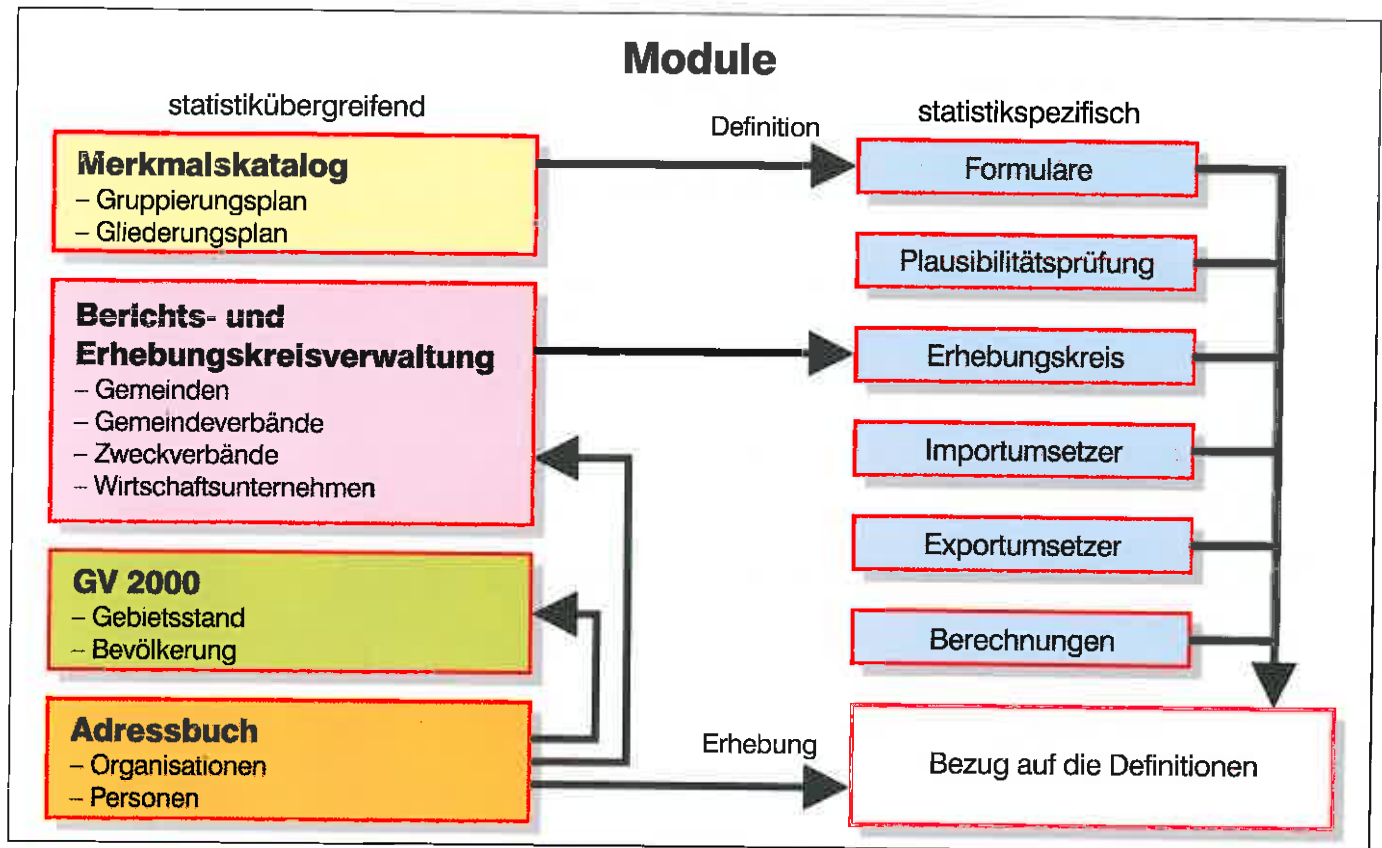 Module
statistikübergreifend
Merkmalskatalog
– Gruppierungsplan
– Gliederungsplan
Berichts- und
Erhebungskreisverwaltung
– Gemeinden
– Gemeindeverbände
– Zweckverbände
– Wirtschaftsunternehmen
GV 2000
– Gebietsstand
– Bevölkerung
Adressbuch
– Organisationen
– Personen
Definition
Erhebung
statistikspezifisch
Formulare
Plausibilitätsprüfung
Erhebungskreis
Importumsetzer
Exportumsetzer
Berechnungen
Bezug auf die Definitionen